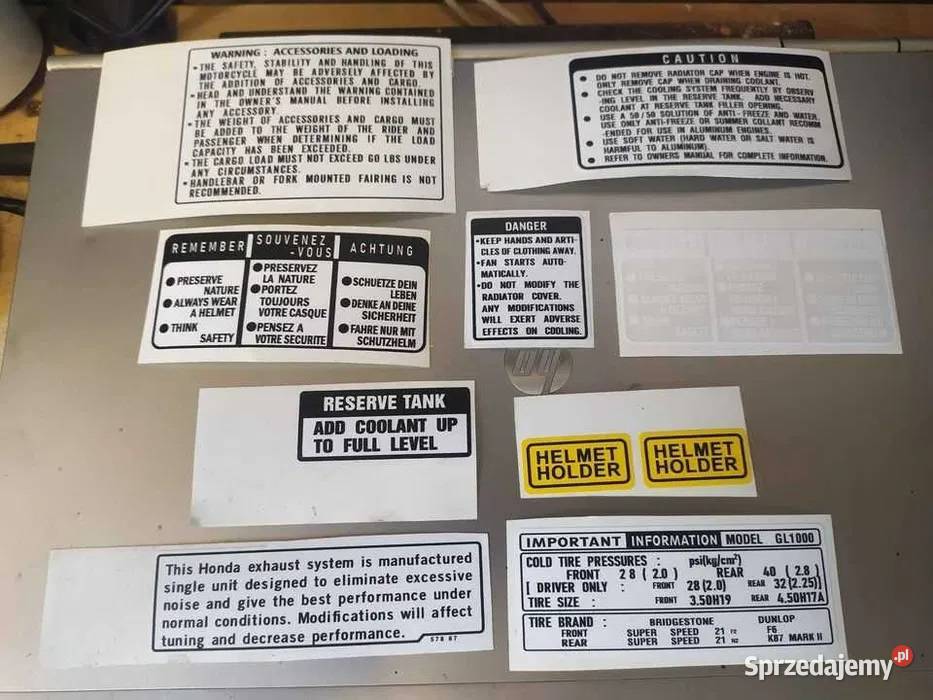 WARNING : ACCESSORIES AND LOADING
•THE SAFETY, STABILITY AND HANDLING OF THIS
MOTORCYCLE MAY BE ADVERSELY AFFECTED BY
THE ADDITION OF ACCESSORIES AND CARGO.
•HEAD AND UNDERSTAND THE WARNING CONTAINED
IN THE OWNER'S MANUAL BEFORE INSTALLING
ANY ACCESSORY.
•THE WEIGHT OF ACCESSORIES AND CARGO MUST
BE ADDED TO THE WEIGHT OF THE RIDER AND
PASSENGER WHEN DETERMINING IF THE LOAD
CAPACITY HAS BEEN EXCEEDED.
•THE CARGO LOAD MUST NOT EXCEED GO LBS UNDER
ANY CIRCUMSTANCES.
•HANDLEBAR OR FORK MOUNTED FAIRING IS NOT
RECOMMENDED.
CAUTION
● DO NOT REMOVE RADIATOR CAP WHEN ENGINE IS HOT.
ONLY REMOVE CAP WHEN DRAINING COOLANT.
● CHECK THE COOLING SYSTEM FREQUENTLY BY OBSERV
-ING LEVEL IN THE RESERVE TANK. ADD NECESSARY
COOLANT AT RESERVE TANK FILLER OPENING.
● USE A 50/50 SOLUTION OF ANTI-FREEZE AND WATER.
USE ONLY ANTI-FREEZE OR SUMMER COLLANT RECOMM
-ENDED FOR USE IN ALUMINUM ENGINES.
● USE SOFT WATER (HARD WATER OR SALT WATER IS
HARMFUL TO ALUMINUM).
● REFER TO OWNERS MANUAL FOR COMPLETE INFORMATION.
REMEMBER
● PRESERVE
NATURE
● ALWAYS WEAR
A HELMET
● THINK
SAFETY
SOUVENEZ
-VOUS
● PRESERVEZ
LA NATURE
● PORTEZ
TOUJOURS
VOTRE CASQUE
● PENSEZ A
VOTRE SECURITE
ACHTUNG
● SCHUETZE DEIN
LEBEN
● DENKE AN DEINE
SICHERHEIT
● FAHRE NUR MIT
SCHUTZHELM
DANGER
•KEEP HANDS AND ARTI-
CLES OF CLOTHING AWAY.
•FAN STARTS AUTO-
MATICALLY.
•DO NOT MODIFY THE
RADIATOR COVER.
ANY MODIFICATIONS
WILL EXERT ADVERSE
EFFECTS ON COOLING.
hp
RESERVE TANK
ADD COOLANT UP
TO FULL LEVEL
HELMET
HOLDER
HELMET
HOLDER
This Honda exhaust system is manufactured
single unit designed to eliminate excessive
noise and give the best performance under
normal conditions. Modifications will affect
tuning and decrease performance.
578 87
IMPORTANT INFORMATION MODEL GL1000
COLD TIRE PRESSURES : psi(kg/cm²)
FRONT 28 ( 2.0 ) REAR 40 ( 2.8 )
[ DRIVER ONLY : FRONT 28 (2.0) REAR 32 (2.25)]
TIRE SIZE : FRONT 3.50H19 REAR 4.50H17A
TIRE BRAND : BRIDGESTONE DUNLOP
FRONT SUPER SPEED 21 F2 F6
REAR SUPER SPEED 21 R2 K87 MARK II
Sprzedajemy.pl